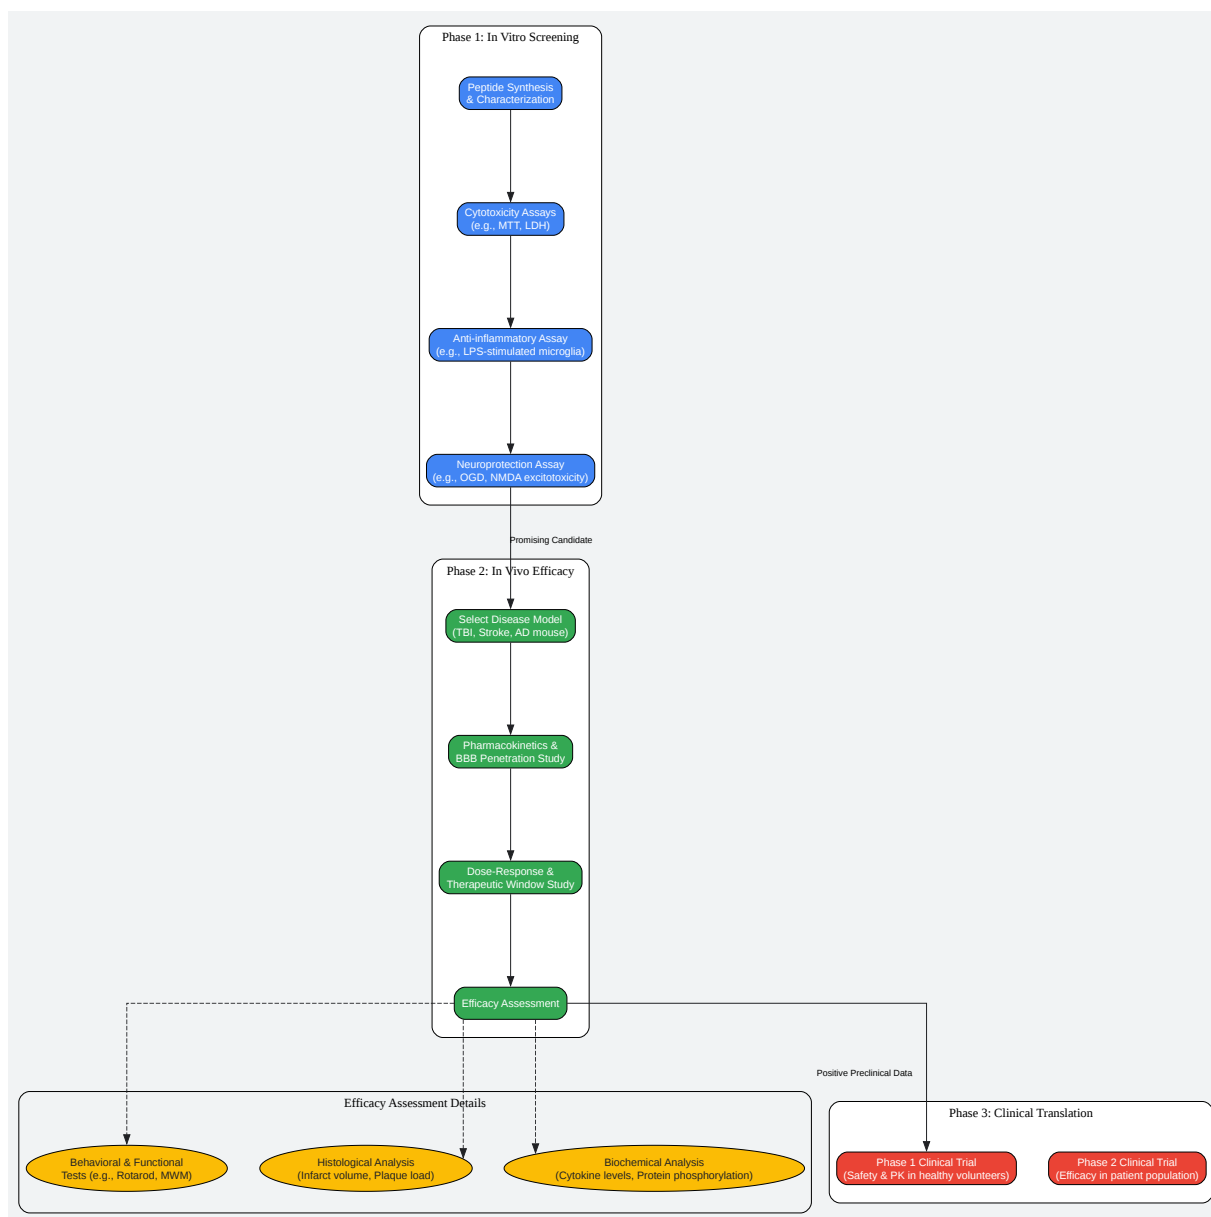 Phase 1: In Vitro Screening
Peptide Synthesis
& Characterization
Cytotoxicity Assays
(e.g., MTT, LDH)
Anti-inflammatory Assay
(e.g., LPS-stimulated microglia)
Neuroprotection Assay
(e.g., OGD, NMDA excitotoxicity)
Promising Candidate
Phase 2: In Vivo Efficacy
Select Disease Model
(TBI, Stroke, AD mouse)
Pharmacokinetics &
BBB Penetration Study
Dose-Response &
Therapeutic Window Study
Efficacy Assessment
Positive Preclinical Data
Efficacy Assessment Details
Behavioral & Functional
Tests (e.g., Rotarod, MWM)
Histological Analysis
(Infarct volume, Plaque load)
Biochemical Analysis
(Cytokine levels, Protein phosphorylation)
Phase 3: Clinical Translation
Phase 1 Clinical Trial
(Safety & PK in healthy volunteers)
Phase 2 Clinical Trial
(Efficacy in patient population)